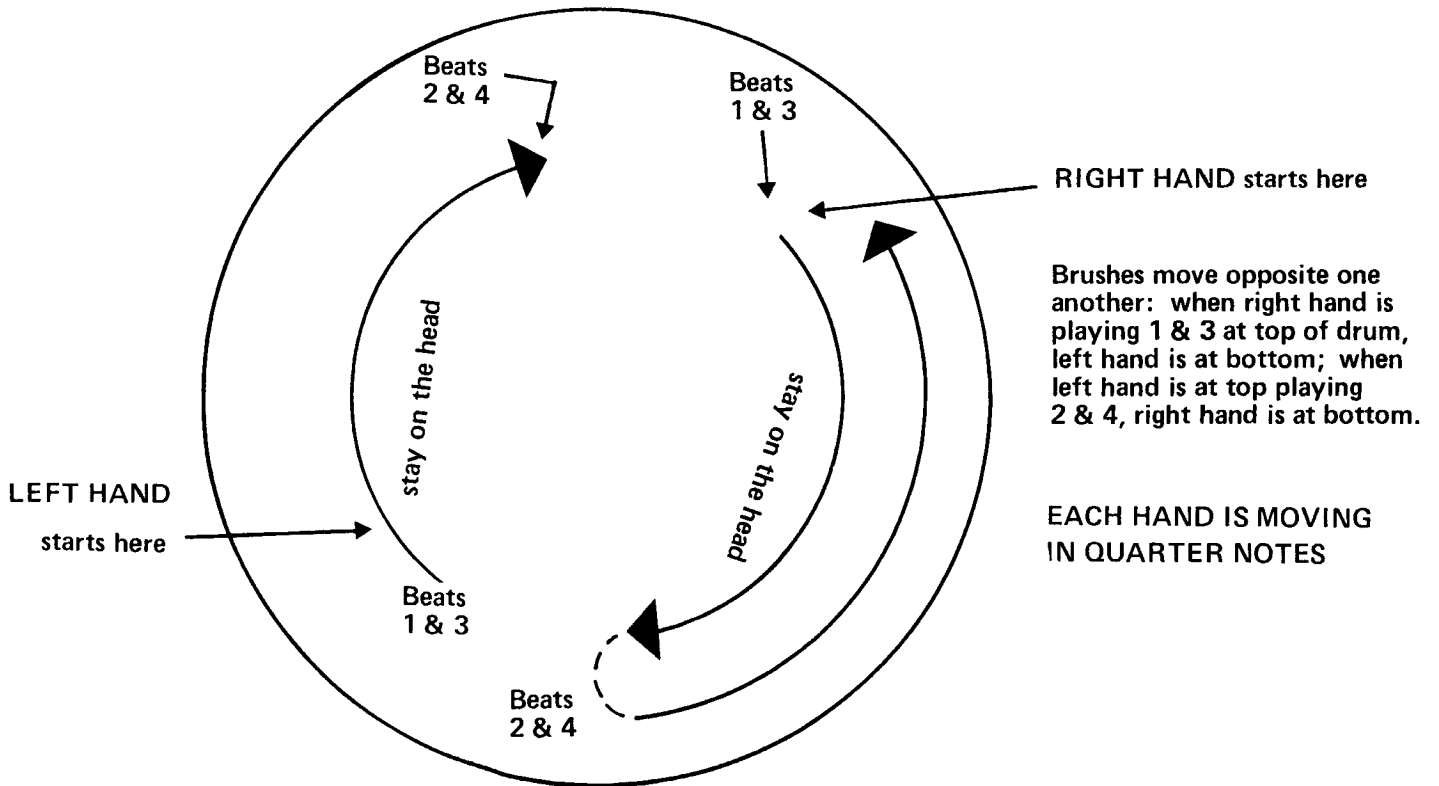 Beats
2 & 4
Beats
1 & 3
RIGHT HAND starts here
Brushes move opposite one
another: when right hand is
playing 1 & 3 at top of drum,
left hand is at bottom; when
left hand is at top playing
2 & 4, right hand is at bottom.
stay on the head
stay on the head
LEFT HAND
starts here
EACH HAND IS MOVING
IN QUARTER NOTES
Beats
1 & 3
Beats
2 & 4